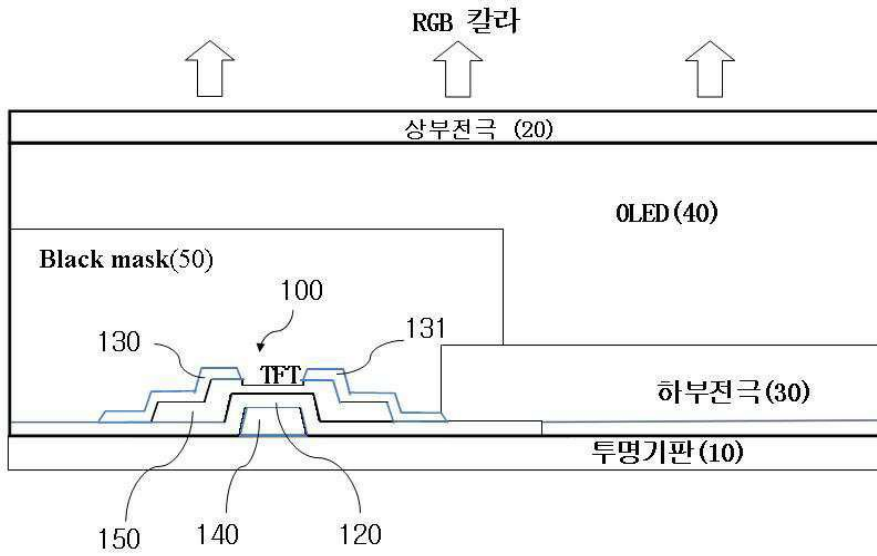 RGB 칼라
상부전극 (20)
OLED(40)
Black mask(50)
100
130
131
TFT
하부전극(30)
투명기판(10)
150
140
120